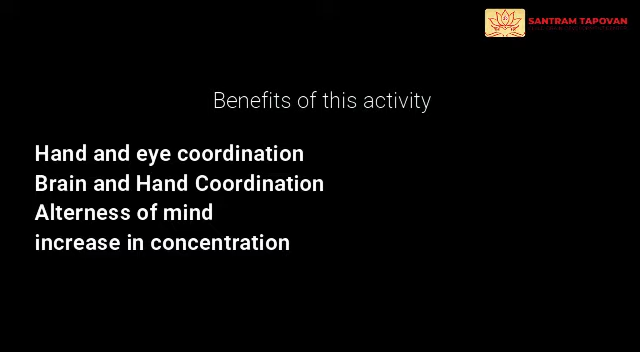 SANTRAM TAPOVAN
Benefits of this activity
Hand and eye coordination
Brain and Hand Coordination
Alterness of mind
increase in concentration